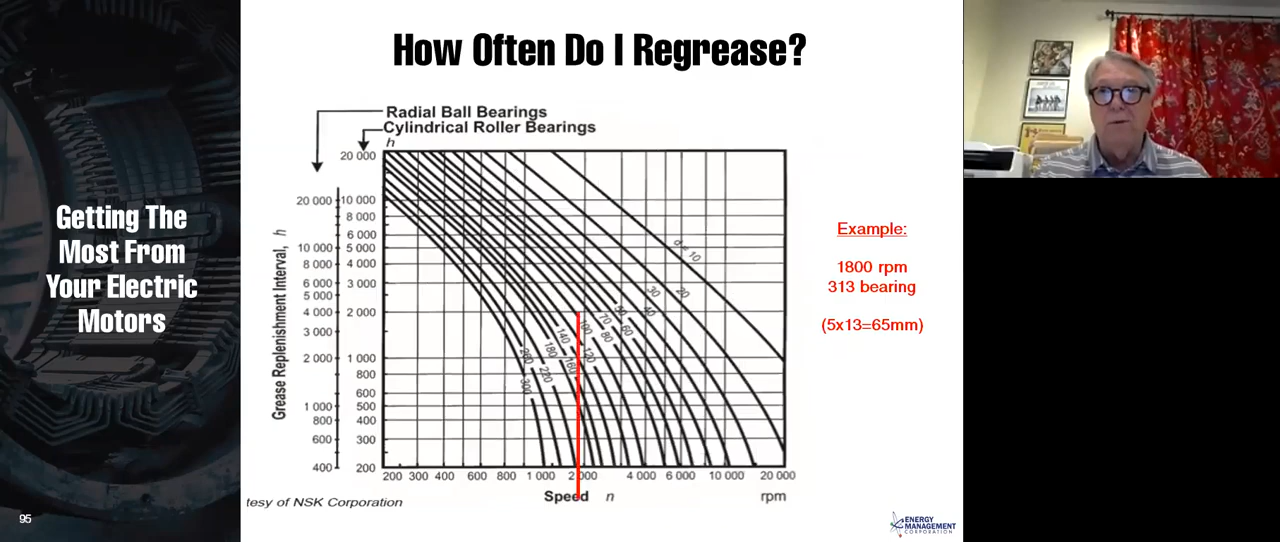 How Often Do I Regrease?
Getting The
Most From
Your Electric
Motors
95
Radial Ball Bearings
Cylindrical Roller Bearings
h
Grease Replenishment Interval, h
20 000
10 000
8 000
6 000
5 000
4 000
3 000
2 000
1 000
800
600
400
20 000
10 000
8 000
6 000
5 000
4 000
3 000
2 000
1 000
800
600
500
400
300
200
d = 10
20
30
40
50
60
70
80
100
120
140
160
180
220
260
300
200 300 400 600 800 1 000 2 000 4 000 6 000 10 000 20 000
Speed n rpm
tesy of NSK Corporation
Example:
1800 rpm
313 bearing
(5x13=65mm)
ENERGY
MANAGEMENT
CORPORATION